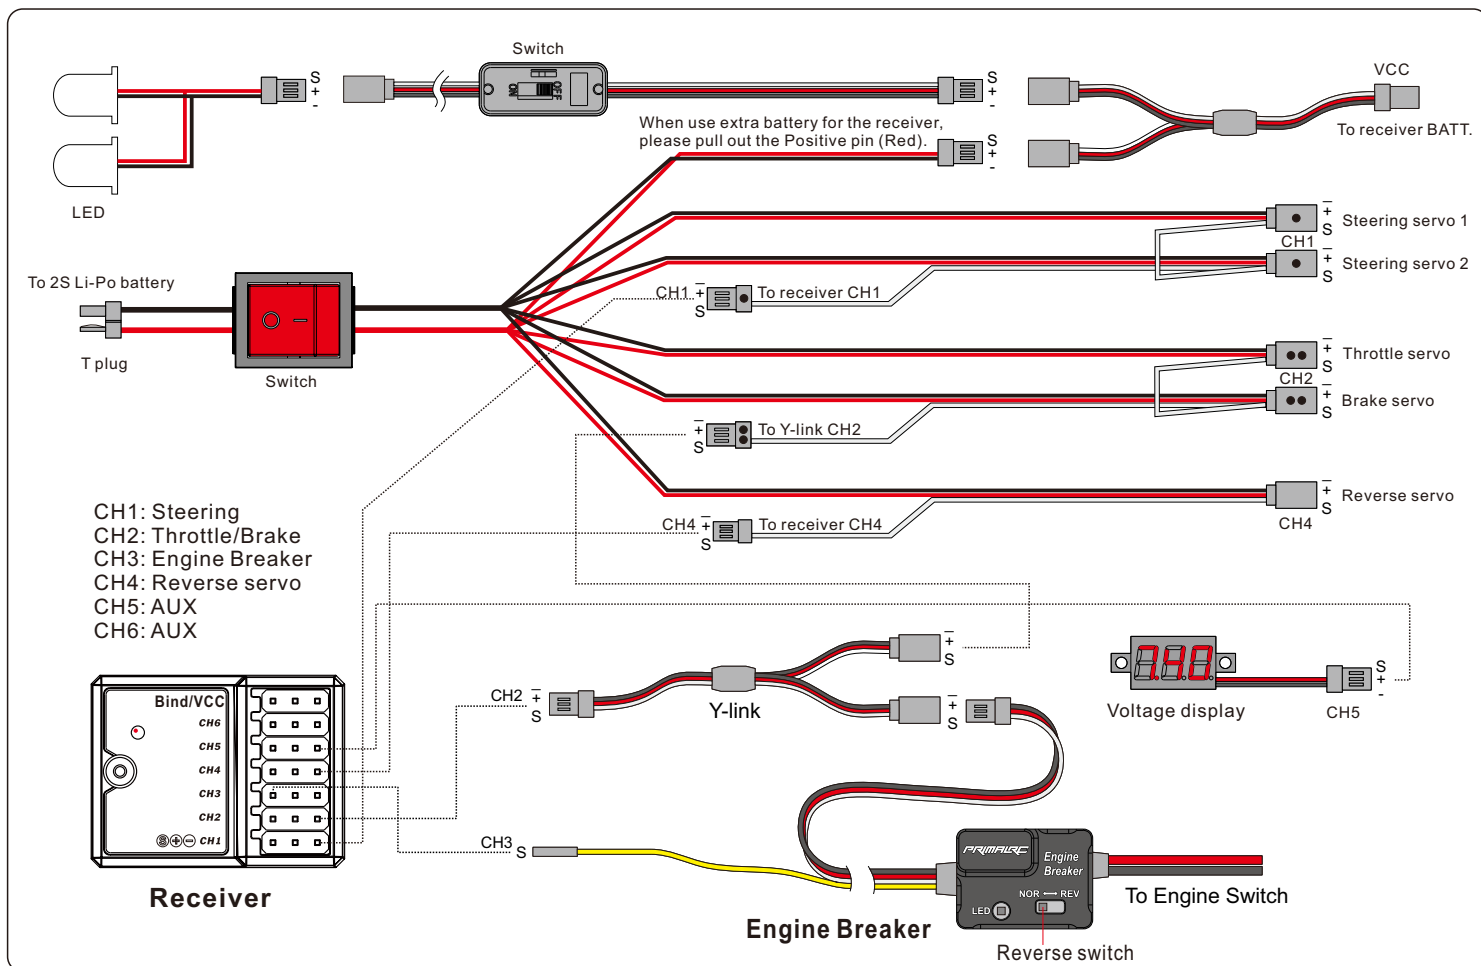 Switch
S
+
-
S
+
-
VCC
To receiver BATT.
When use extra battery for the receiver,
please pull out the Positive pin (Red).
S
+
-
LED
ON
OFF
-
+
S
Steering servo 1
CH1
-
+
S
Steering servo 2
To 2S Li-Po battery
T plug
Switch
CH1
-
+
S
To receiver CH1
-
+
S
Throttle servo
CH2
-
+
S
Brake servo
-
+
S
To Y-link CH2
-
+
S
Reverse servo
CH4
CH4
-
+
S
To receiver CH4
CH1: Steering
CH2: Throttle/Brake
CH3: Engine Breaker
CH4: Reverse servo
CH5: AUX
CH6: AUX
Bind/VCC
CH6
CH5
CH4
CH3
CH2
S + - CH1
Receiver
CH2
-
+
S
Y-link
-
+
S
-
+
S
7.40
Voltage display
S
+
-
CH5
CH3
S
PRIMALRC
Engine
Breaker
NOR ↔ REV
LED
To Engine Switch
Engine Breaker
Reverse switch